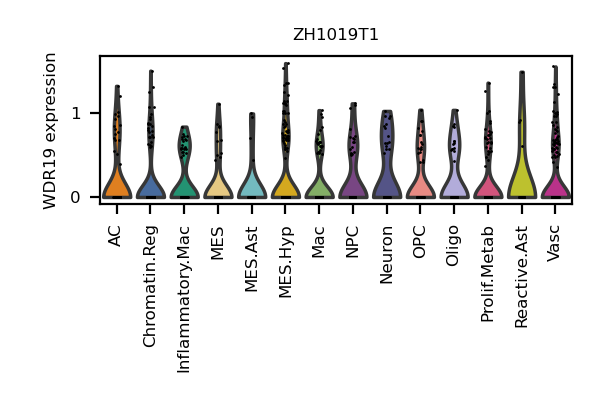 ZH1019T1
WDR19 expression
1
0
AC
Chromatin.Reg
Inflammatory.Mac
MES
MES.Ast
MES.Hyp
Mac
NPC
Neuron
OPC
Oligo
Prolif.Metab
Reactive.Ast
Vasc